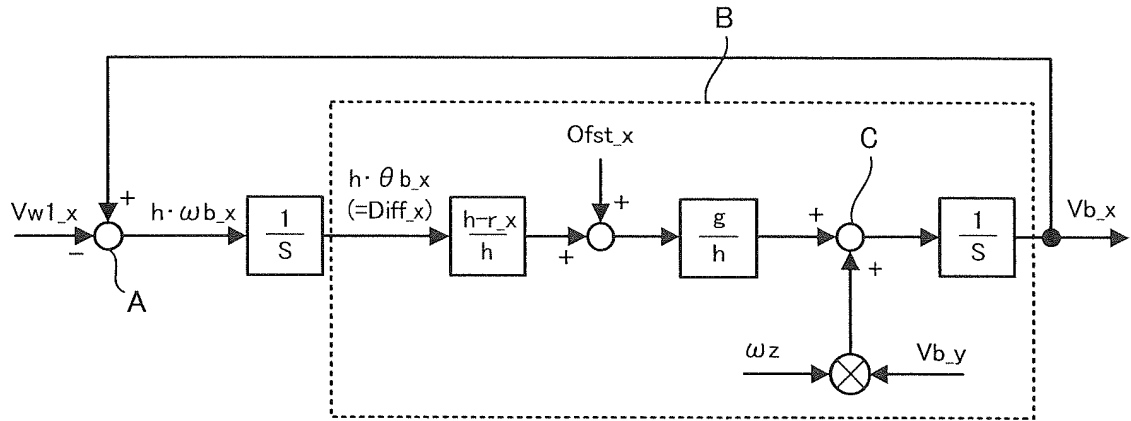 B
Ofst_x
C
h・θb_x
(=Diff_x)
Vw1_x
+
−
h・ωb_x
1
S
h−r_x
h
+
+
g
h
+
+
1
S
Vb_x
A
ωz
Vb_y